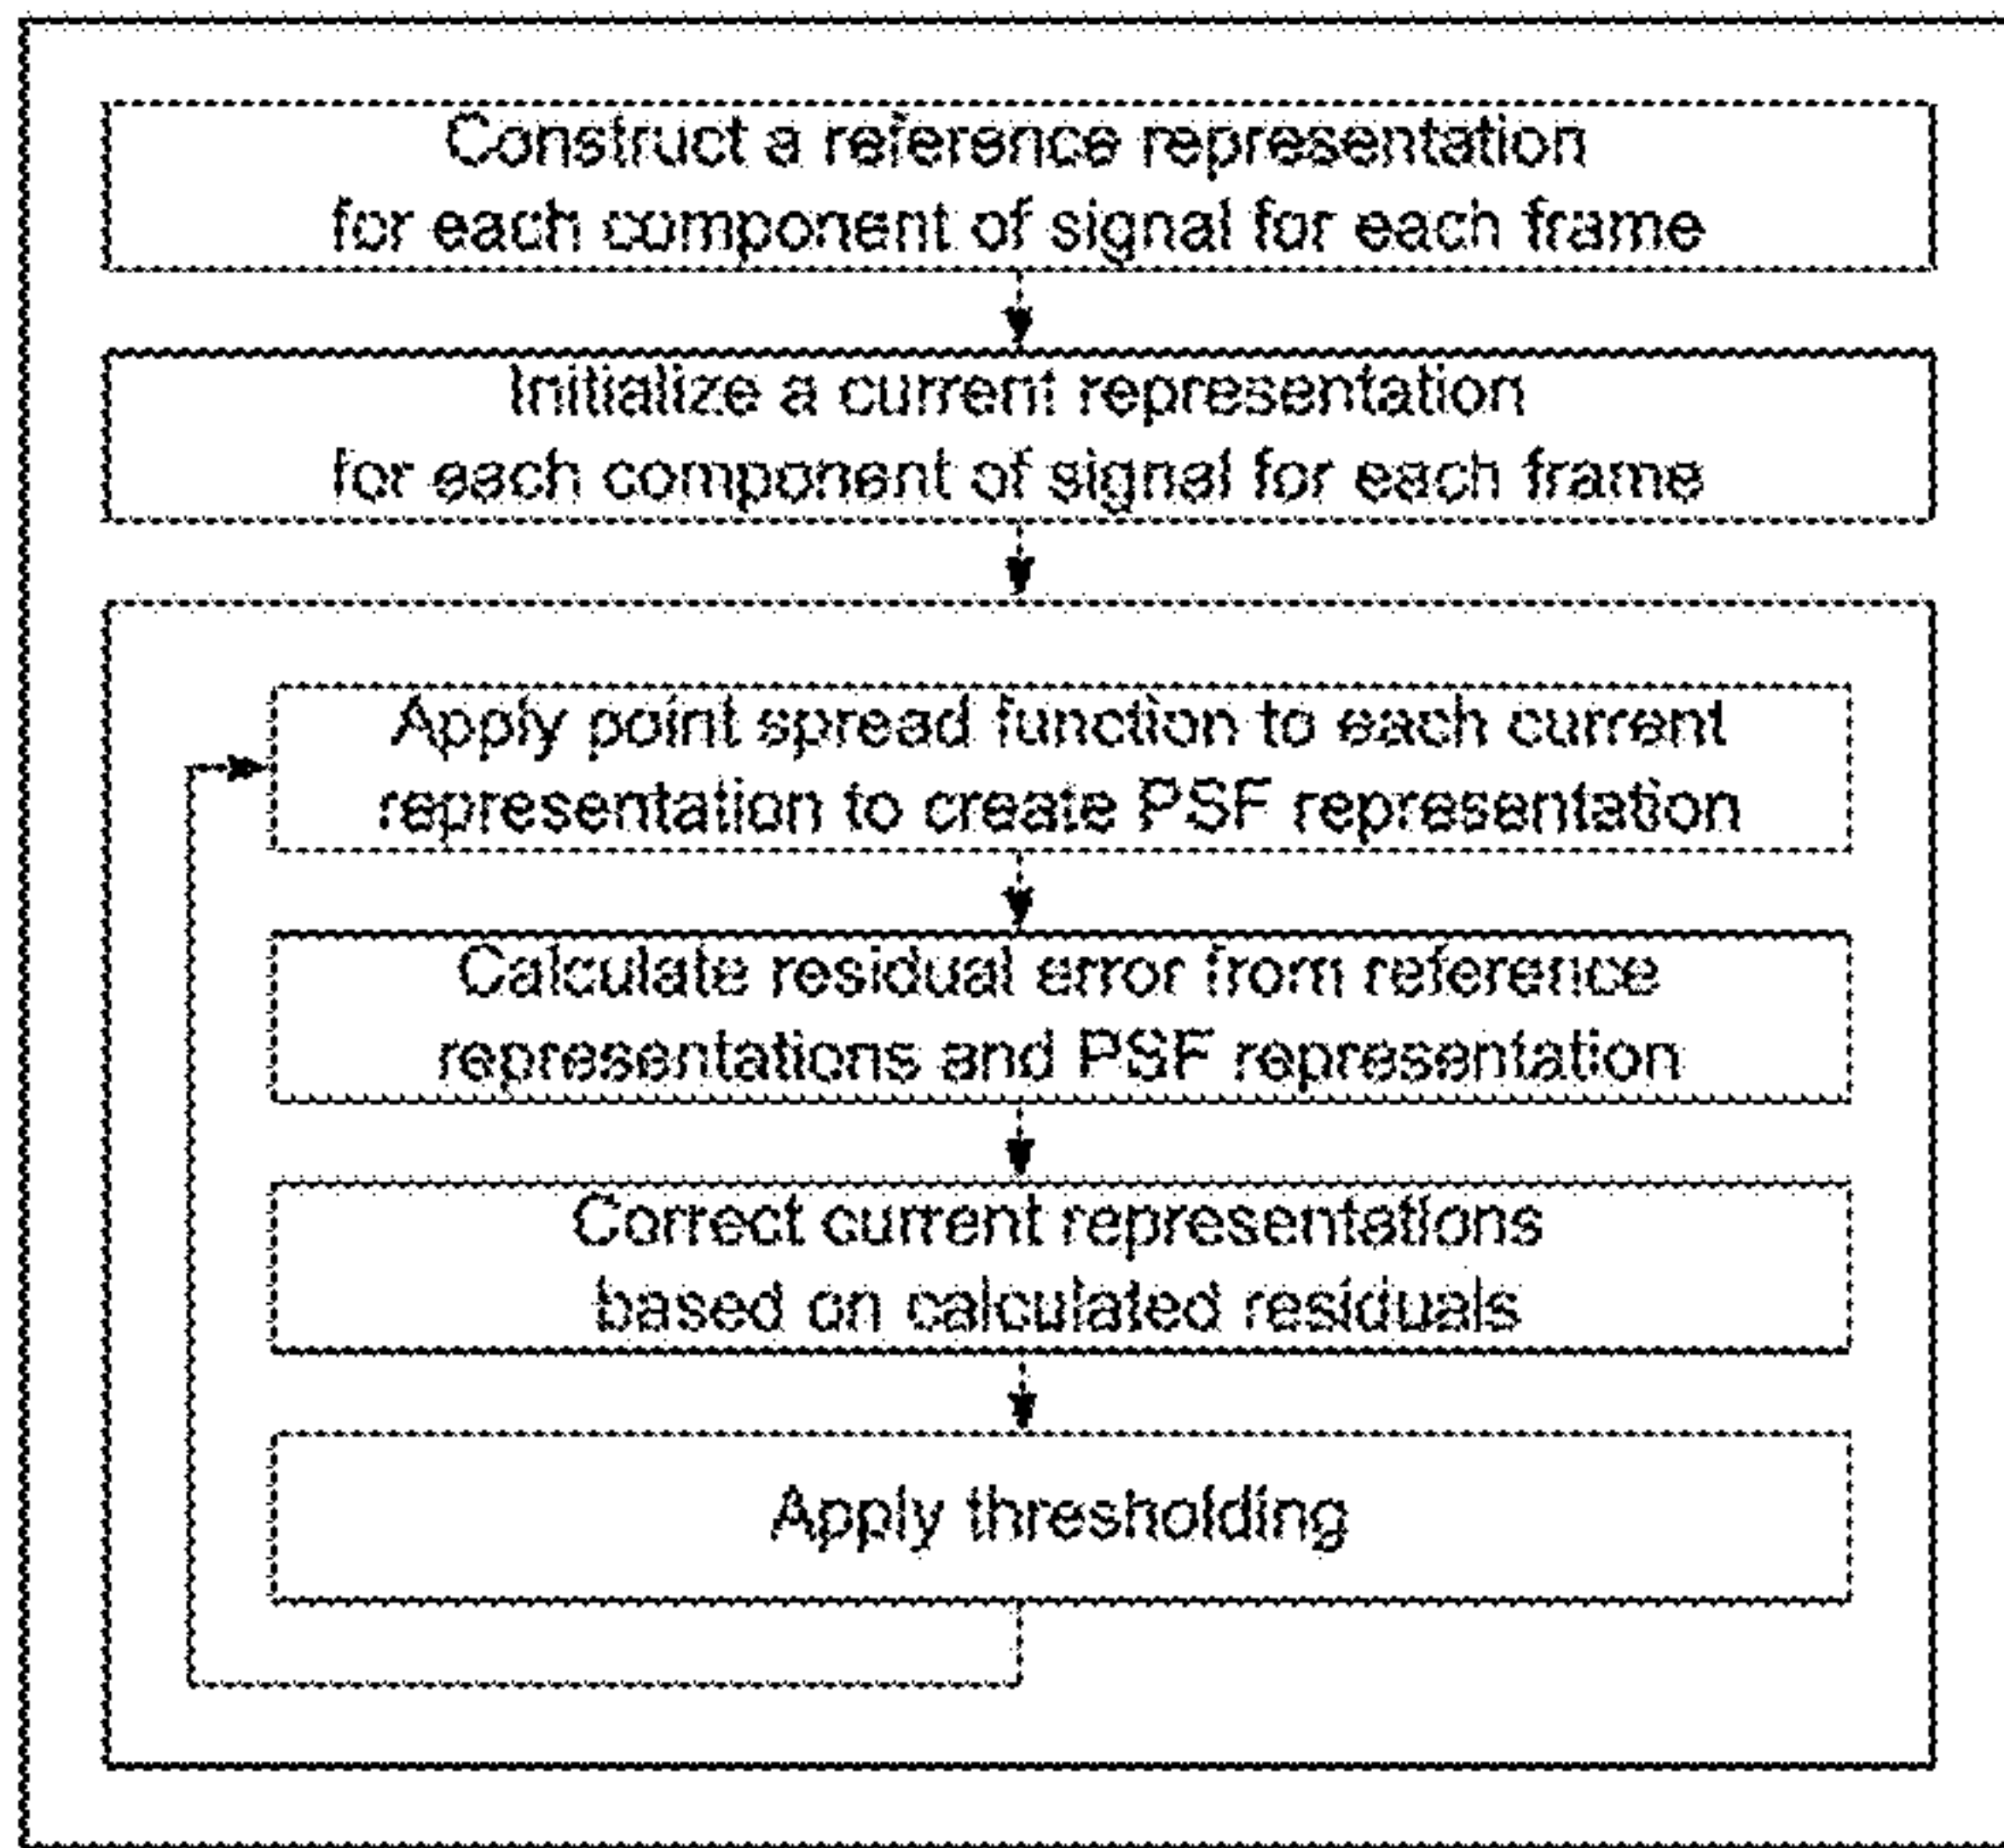 Construct a reference representation
for each component of signal for each frame
Initialize a current representation
for each component of signal for each frame
Apply point spread function to each current
representation to create PSF representation
Calculate residual error from reference
representations and PSF representation
Correct current representations
based on calculated residuals
Apply thresholding